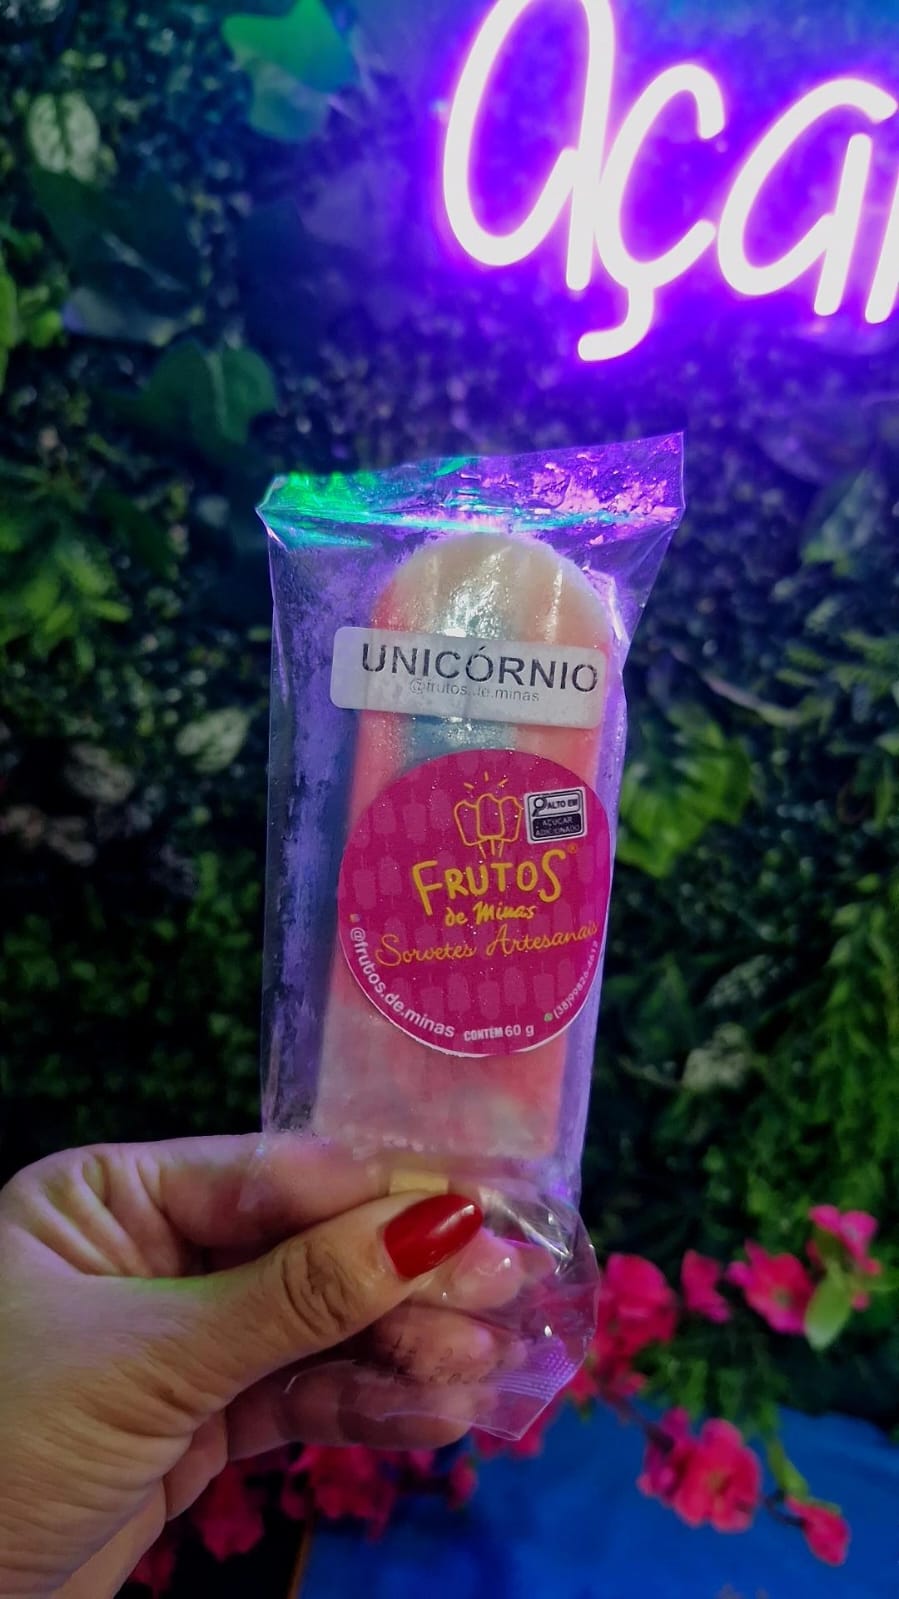 açaí
UNICÓRNIO
@frutos.de.minas
ALTO EM
AÇÚCAR
ADICIONADO
FRUTOS®
de Minas
Sorvetes Artesanais
@frutos.de.minas
CONTÉM 60 g